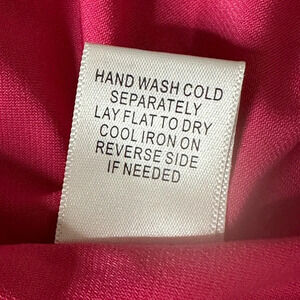 HAND WASH COLD
SEPARATELY
LAY FLAT TO DRY
COOL IRON ON
REVERSE SIDE
IF NEEDED